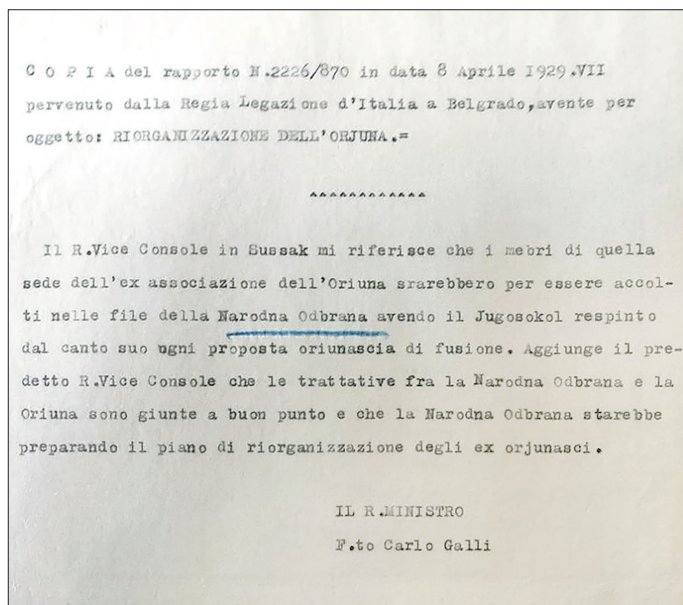 C O P I A del rapporto N.2226/870 in data 8 Aprile 1929.VII
pervenuto dalla Regia Legazione d'Italia a Belgrado,avente per
oggetto: RIORGANIZZAZIONE DELL'ORJUNA.=
^^^^^^^^^^^^
Il R.Vice Console in Sussak mi riferisce che i mebri di quella
sede dell'ex associazione dell'Oriuna srarebbero per essere accol-
ti nelle file della Narodna Odbrana avendo il Jugosokol respinto
dal canto suo ogni proposta oriunascia di fusione. Aggiunge il pre-
detto R.Vice Console che le trattative fra la Narodna Odbrana e la
Oriuna sono giunte a buon punto e che la Narodna Odbrana starebbe
preparando il piano di riorganizzazione degli ex orjunasci.
IL R.MINISTRO
F.to Carlo Galli